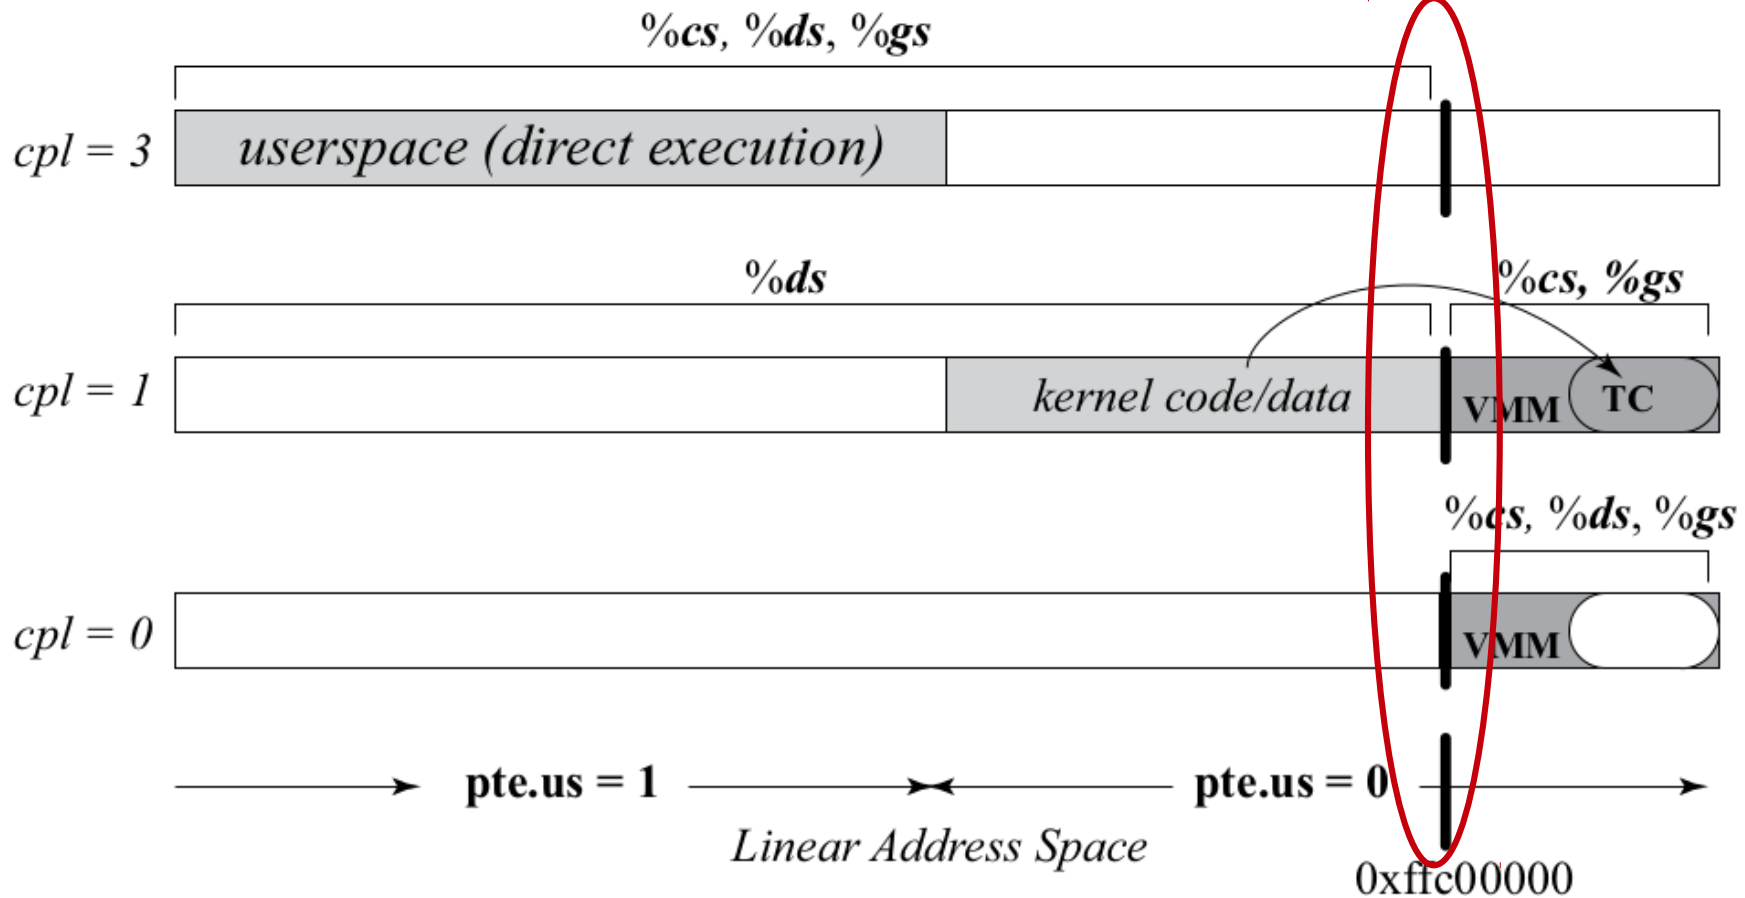 %cs, %ds, %gs
cpl = 3
userspace (direct execution)
%ds
%cs, %gs
cpl = 1
kernel code/data
VMM
TC
%cs, %ds, %gs
cpl = 0
VMM
pte.us = 1
pte.us = 0
Linear Address Space
0xffc00000